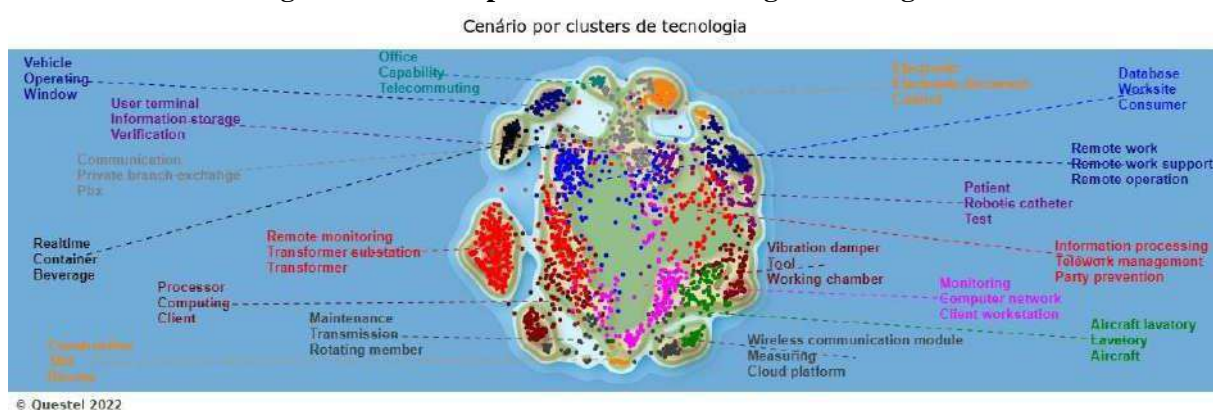 Cenário por clusters de tecnologia
Vehicle
Operating
Window
Office
Capability
Telecommuting
Database
Worksite
Consumer
User terminal
Information storage
Verification
Communication
Private branch exchange
Pbx
Remote work
Remote work support
Remote operation
Patient
Robotic catheter
Test
Realtime
Container
Beverage
Remote monitoring
Transformer substation
Transformer
Vibration damper
Tool
Working chamber
Information processing
Telework management
Party prevention
Processor
Computing
Client
Monitoring
Computer network
Client workstation
Maintenance
Transmission
Rotating member
Wireless communication module
Measuring
Cloud platform
Aircraft lavatory
Lavatory
Aircraft
© Questel 2022